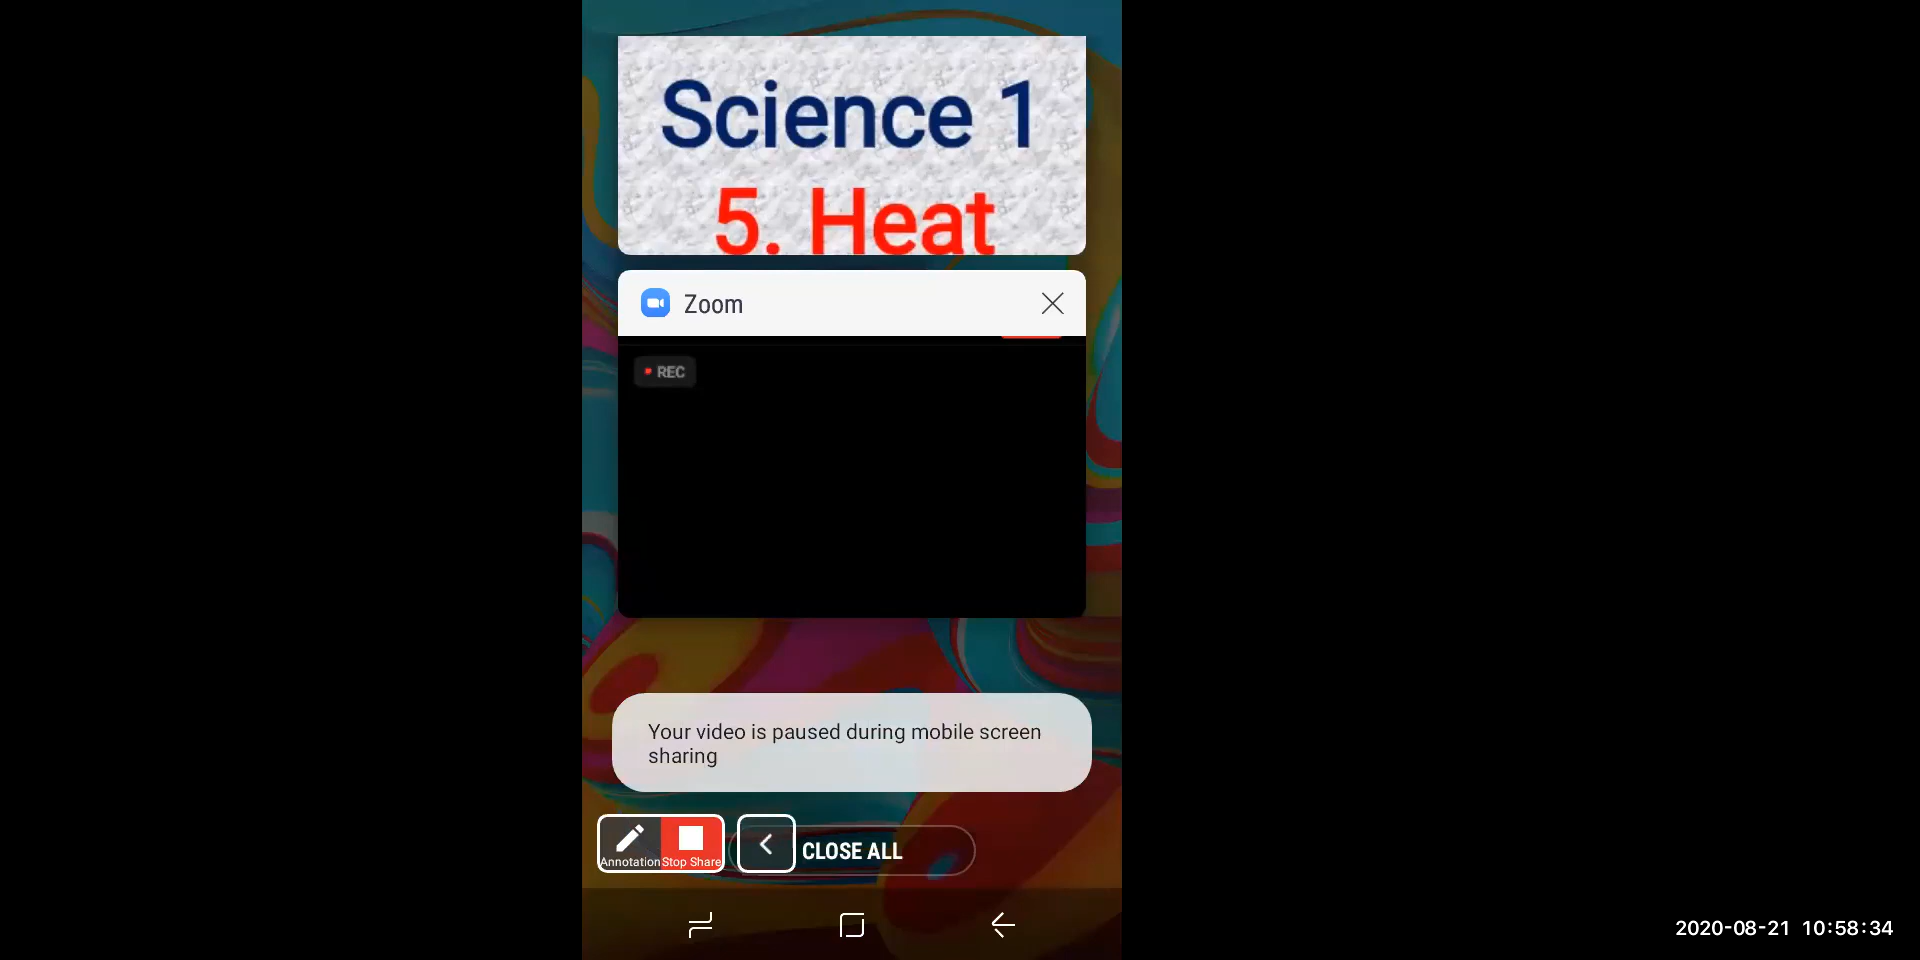 Science 1
5. Heat
Zoom
REC
Your video is paused during mobile screen
sharing
Annotation
Stop Share
CLOSE ALL
2020-08-21 10:58:34